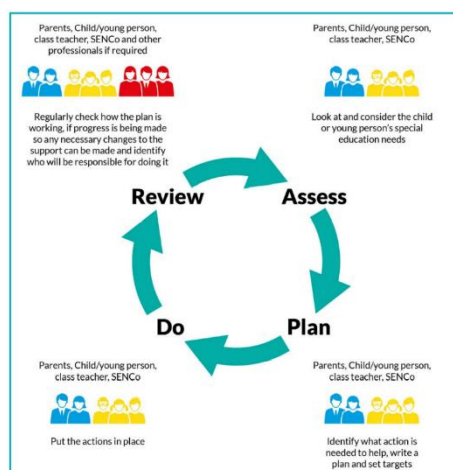 Parents, Child/young person,
class teacher, SENCo and other
professionals if required
Regularly check how the plan is
working, if progress is being made
so any necessary changes to the
support can be made and identify
who will be responsible for doing it
Parents, Child/young person,
class teacher, SENCo
Look at and consider the child
or young person's special
education needs
Review
Assess
Do
Plan
Parents, Child/young person,
class teacher, SENCo
Put the actions in place
Parents, Child/young person,
class teacher, SENCo
Identify what action is
needed to help, write a
plan and set targets